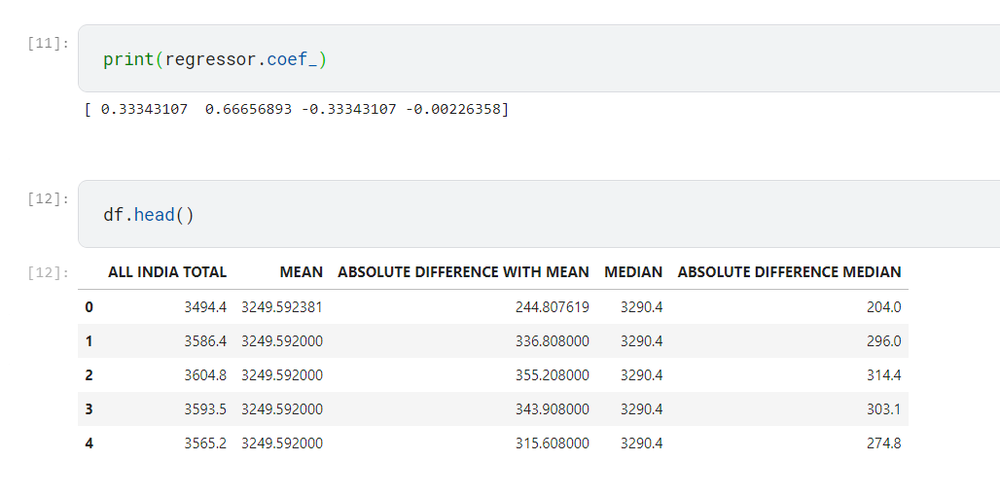 [11]:
print(regressor.coef_)
[ 0.33343107  0.66656893 -0.33343107 -0.00226358]
[12]:
df.head()
[12]:
ALL INDIA TOTAL MEAN ABSOLUTE DIFFERENCE WITH MEAN MEDIAN ABSOLUTE DIFFERENCE MEDIAN
0 3494.4 3249.592381 244.807619 3290.4 204.0
1 3586.4 3249.592000 336.808000 3290.4 296.0
2 3604.8 3249.592000 355.208000 3290.4 314.4
3 3593.5 3249.592000 343.908000 3290.4 303.1
4 3565.2 3249.592000 315.608000 3290.4 274.8